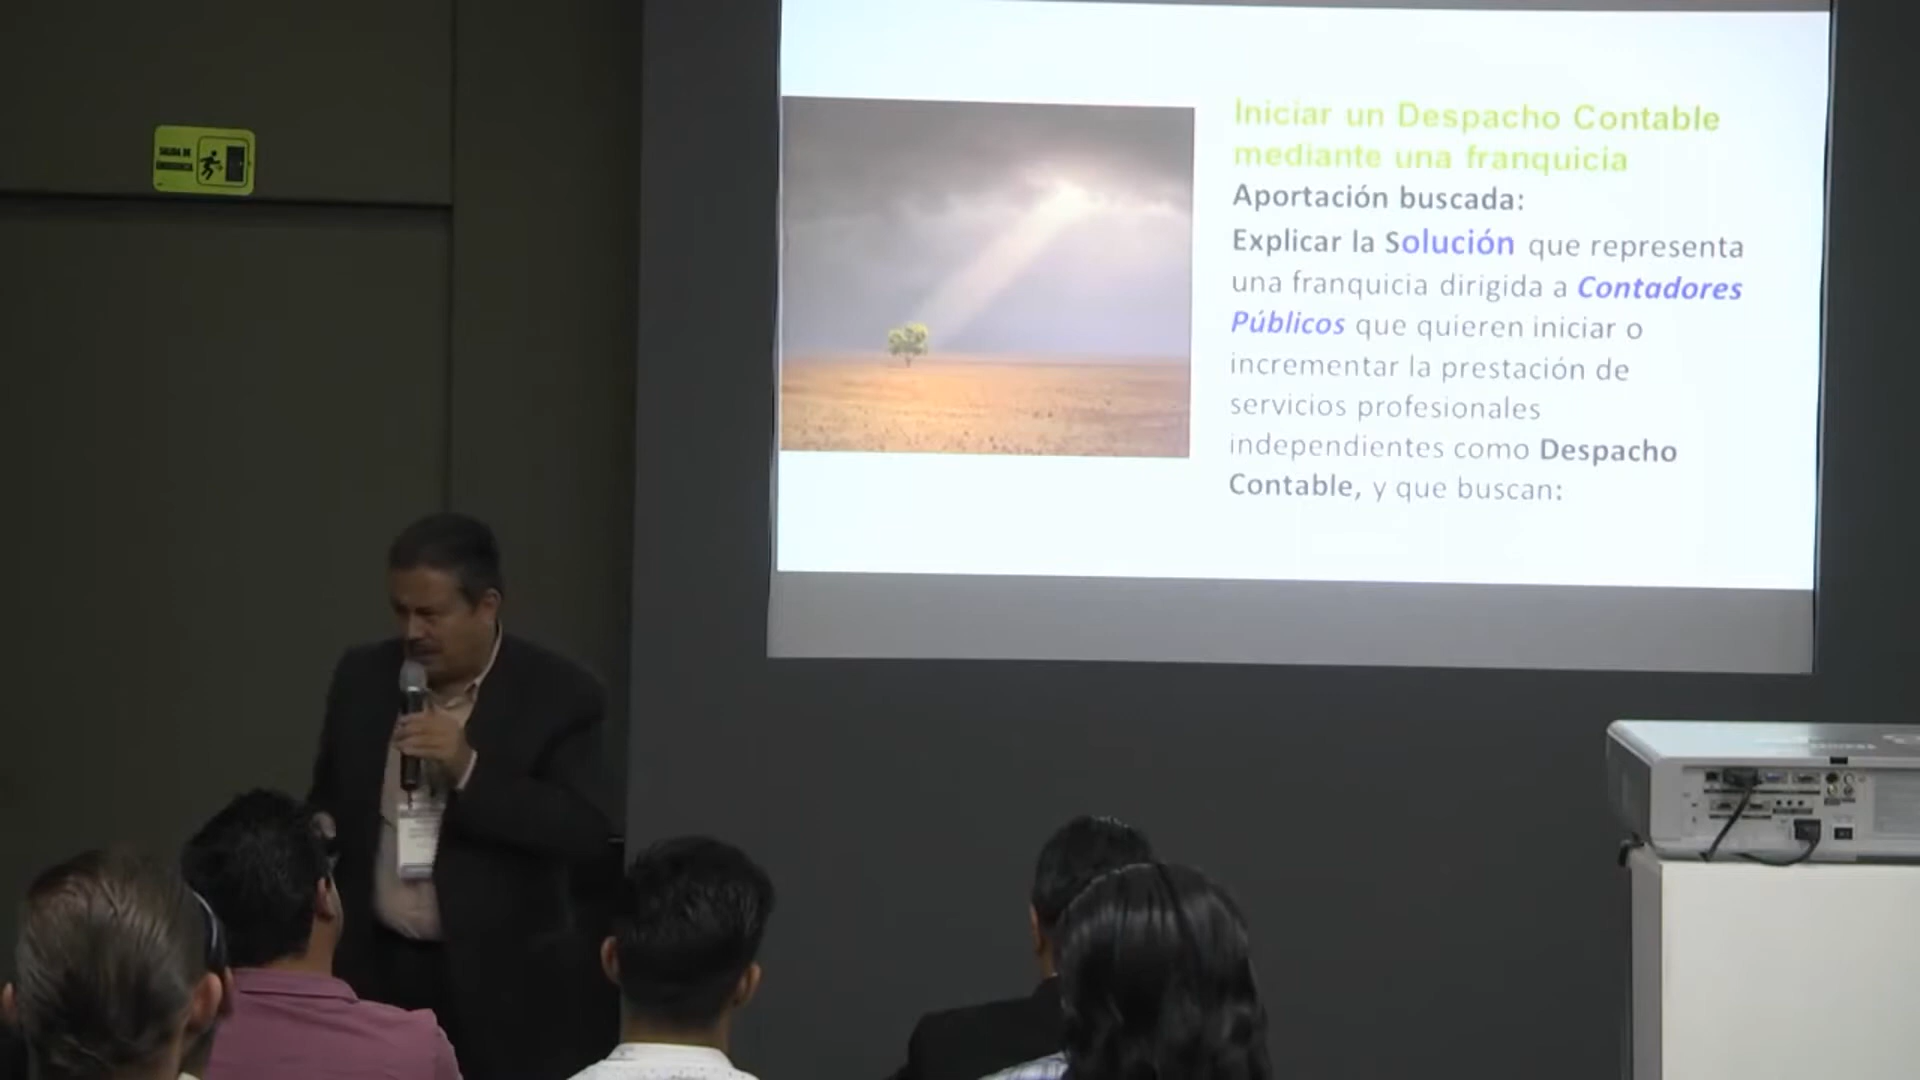 SALIDA DE
EMERGENCIA
Iniciar un Despacho Contable
mediante una franquicia
Aportación buscada:
Explicar la Solución que representa
una franquicia dirigida a Contadores
Públicos que quieren iniciar o
incrementar la prestación de
servicios profesionales
independientes como Despacho
Contable, y que buscan: